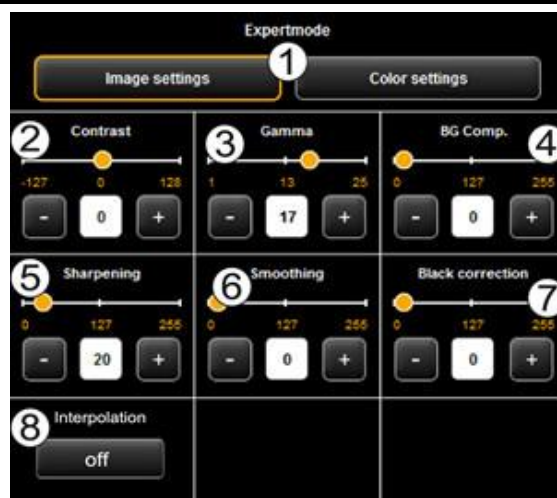 Expertmode
1
Image settings Color settings
2 Contrast 3 Gamma BG Comp. 4
-127 0 128 1 13 25 0 127 255
- 0 + - 17 + - 0 +
5 Sharpening 6 Smoothing Black correction 7
0 127 255 0 127 255 0 127 255
- 20 + - 0 + - 0 +
8 Interpolation
off